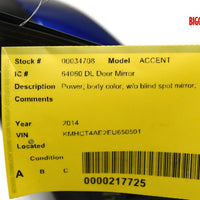 BIGG
Stock # 00034708 Model ACCENT
IC # 64060 DL Door Mirror
Description Power, body color, w/o blind spot mirror,
Comments
Year 2014
VIN KMHCT4AE2EU650501
Located
Condition
A B C
0000217725